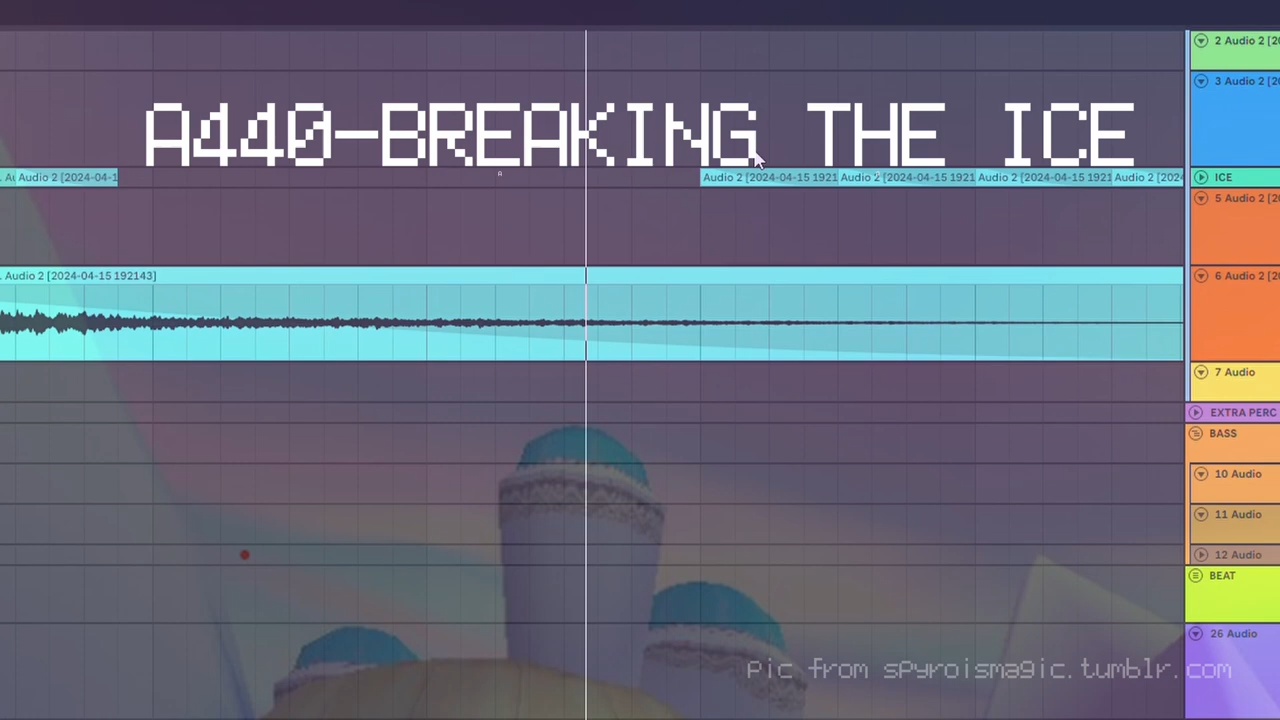 2 Audio 2 [20
3 Audio 2 [20
A440-BREAKING THE ICE
Audio 2 [2024-04-1
Audio 2 [2024-04-15 1921
Audio 2 [2024-04-15 1921
Audio 2 [2024-04-15 1921
Audio 2 [2024
ICE
5 Audio 2 [20
Audio 2 [2024-04-15 192143]
6 Audio 2 [20
7 Audio
EXTRA PERC
BASS
10 Audio
11 Audio
12 Audio
BEAT
26 Audio
Pic from spyroismagic.tumblr.com